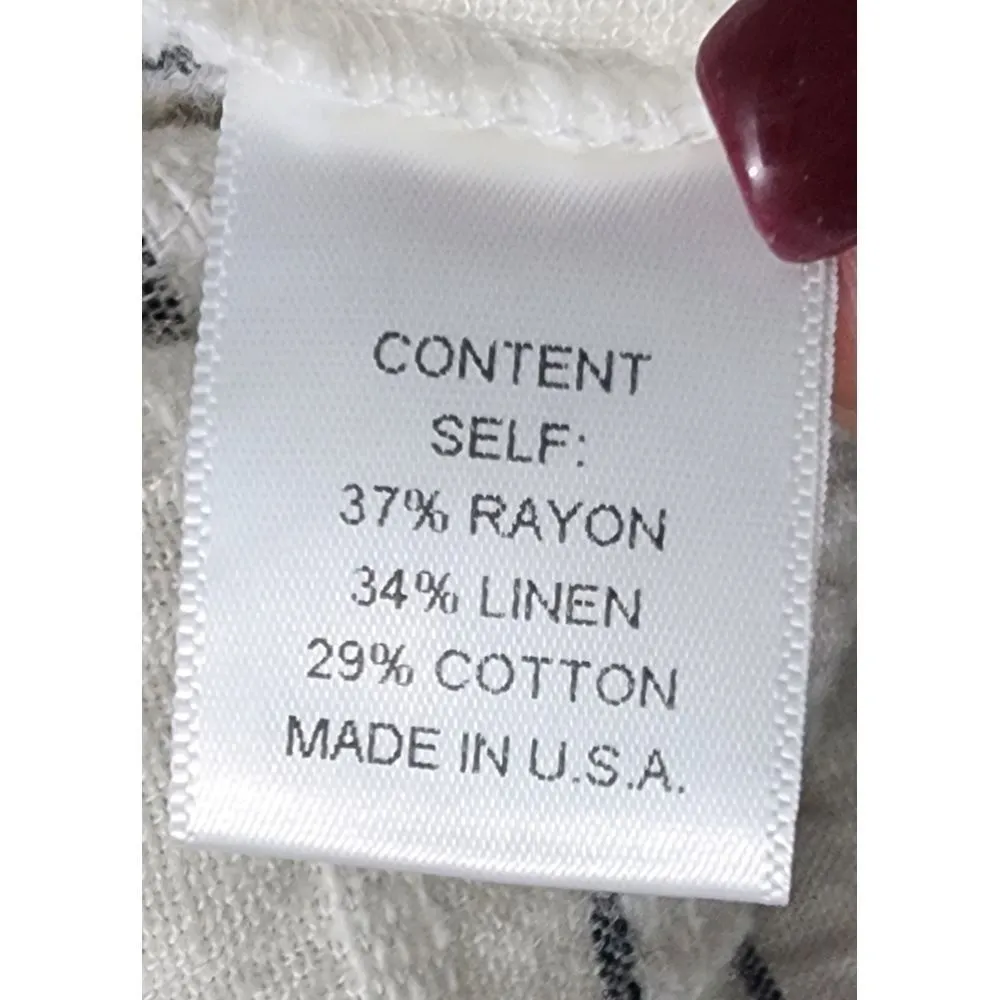 CONTENT
SELF:
37% RAYON
34% LINEN
29% COTTON
MADE IN U.S.A.